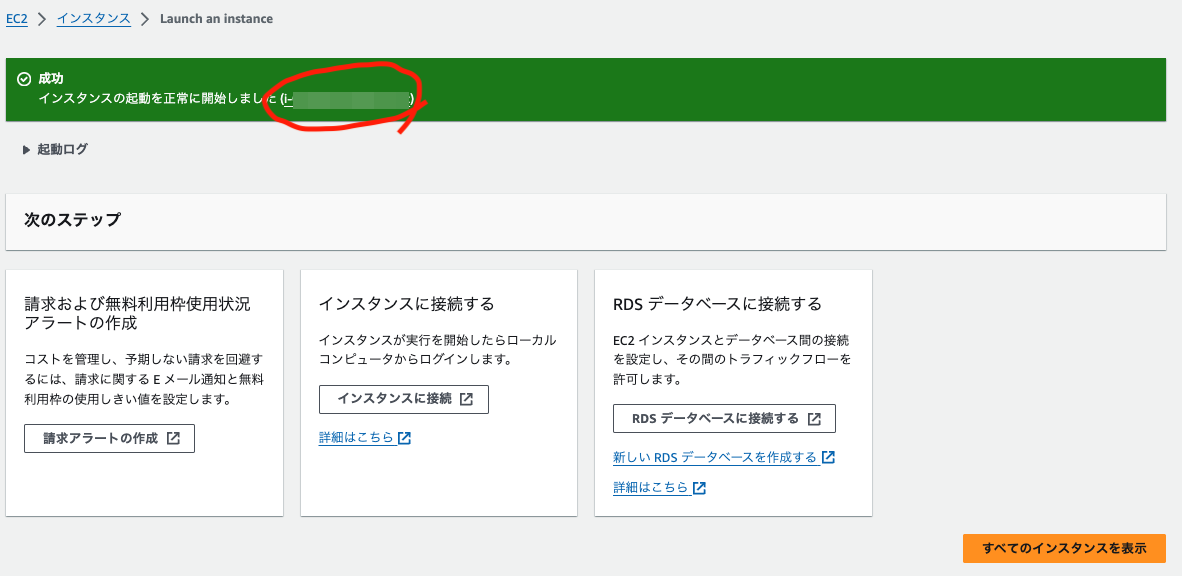 EC2 > インスタンス > Launch an instance
成功
インスタンスの起動を正常に開始しました (i-
起動ログ
次のステップ
請求および無料利用枠使用状況
アラートの作成
コストを管理し、予期しない請求を回避す
るには、請求に関する E メール通知と無料
利用枠の使用しきい値を設定します。
請求アラートの作成
インスタンスに接続する
インスタンスが実行を開始したらローカル
コンピュータからログインします。
インスタンスに接続
詳細はこちら
RDS データベースに接続する
EC2 インスタンスとデータベース間の接続
を設定し、その間のトラフィックフローを
許可します。
RDS データベースに接続する
新しい RDS データベースを作成する
詳細はこちら
すべてのインスタンスを表示